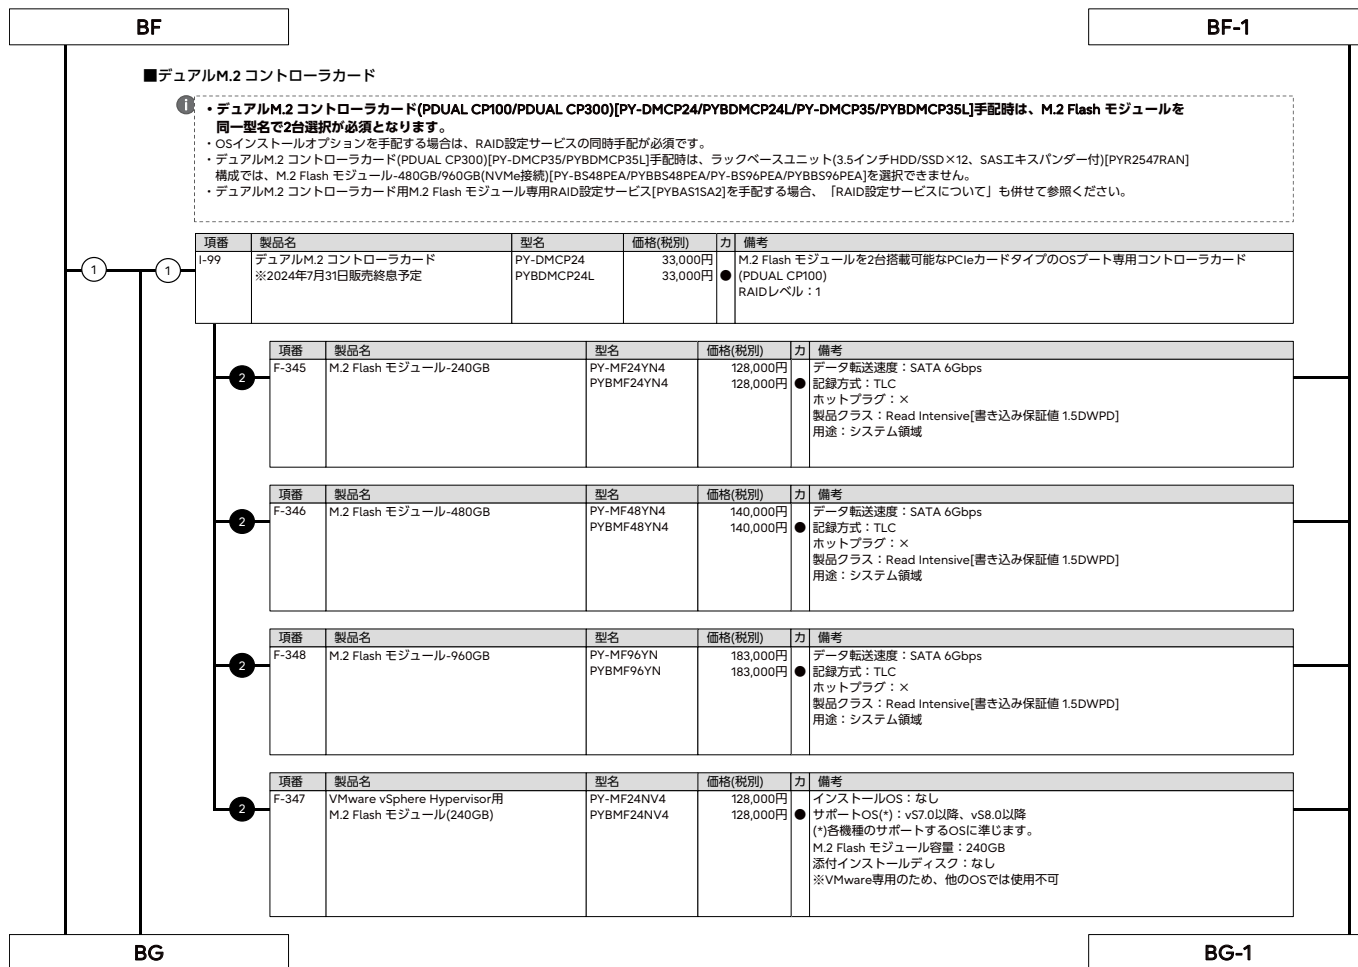 BF
BF-1
■デュアルM.2 コントローラカード
・デュアルM.2 コントローラカード(PDUAL CP100/PDUAL CP300)[PY-DMCP24/PYBDMCP24L/PY-DMCP35/PYBDMCP35L]手配時は、M.2 Flash モジュールを
同一型名で2台選択が必須となります。
・OSインストールオプションを手配する場合は、RAID設定サービスの同時手配が必須です。
・デュアルM.2 コントローラカード(PDUAL CP300)[PY-DMCP35/PYBDMCP35L]手配時は、ラックベースユニット(3.5インチHDD/SSD×12、SASエキスパンダー付)[PYR2547RAN]
構成では、M.2 Flash モジュール-480GB/960GB(NVMe接続)[PY-BS48PEA/PYBBS48PEA/PY-BS96PEA/PYBBS96PEA]を選択できません。
・デュアルM.2 コントローラカード用M.2 Flash モジュール専用RAID設定サービス[PYBAS1SA2]を手配する場合、「RAID設定サービスについて」も併せて参照ください。
項番 製品名 型名 価格(税別) カ 備考
1 1 I-99 デュアルM.2 コントローラカード PY-DMCP24 33,000円 M.2 Flash モジュールを2台搭載可能なPCIeカードタイプのOSブート専用コントローラカード
※2024年7月31日販売終息予定 PYBDMCP24L 33,000円 ● (PDUAL CP100)
RAIDレベル：1
項番 製品名 型名 価格(税別) カ 備考
2 F-345 M.2 Flash モジュール-240GB PY-MF24YN4 128,000円 データ転送速度：SATA 6Gbps
PYBMF24YN4 128,000円 ● 記録方式：TLC
ホットプラグ：×
製品クラス：Read Intensive[書き込み保証値 1.5DWPD]
用途：システム領域
項番 製品名 型名 価格(税別) カ 備考
2 F-346 M.2 Flash モジュール-480GB PY-MF48YN4 140,000円 データ転送速度：SATA 6Gbps
PYBMF48YN4 140,000円 ● 記録方式：TLC
ホットプラグ：×
製品クラス：Read Intensive[書き込み保証値 1.5DWPD]
用途：システム領域
項番 製品名 型名 価格(税別) カ 備考
2 F-348 M.2 Flash モジュール-960GB PY-MF96YN 183,000円 データ転送速度：SATA 6Gbps
PYBMF96YN 183,000円 ● 記録方式：TLC
ホットプラグ：×
製品クラス：Read Intensive[書き込み保証値 1.5DWPD]
用途：システム領域
項番 製品名 型名 価格(税別) カ 備考
2 F-347 VMware vSphere Hypervisor用 PY-MF24NV4 128,000円 インストールOS：なし
M.2 Flash モジュール(240GB) PYBMF24NV4 128,000円 ● サポートOS(*)：vS7.0以降、vS8.0以降
(*)各機種のサポートするOSに準じます。
M.2 Flash モジュール容量：240GB
添付インストールディスク：なし
※VMware専用のため、他のOSでは使用不可
BG
BG-1